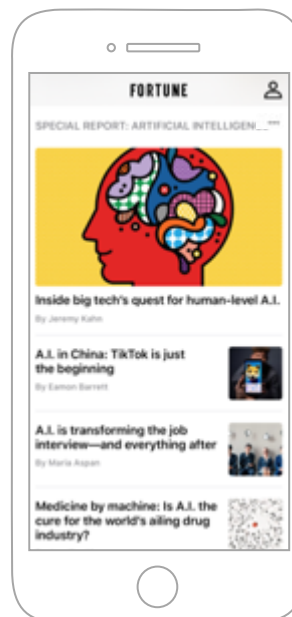 FORTUNE
SPECIAL REPORT: ARTIFICIAL INTELLIGEN...
Inside big tech's quest for human-level A.I.
By Jeremy Kahn
A.I. in China: TikTok is just
the beginning
By Eamon Barrett
A.I. is transforming the job
interview—and everything after
By Maria Aspan
Medicine by machine: Is A.I. the
cure for the world's ailing drug
industry?